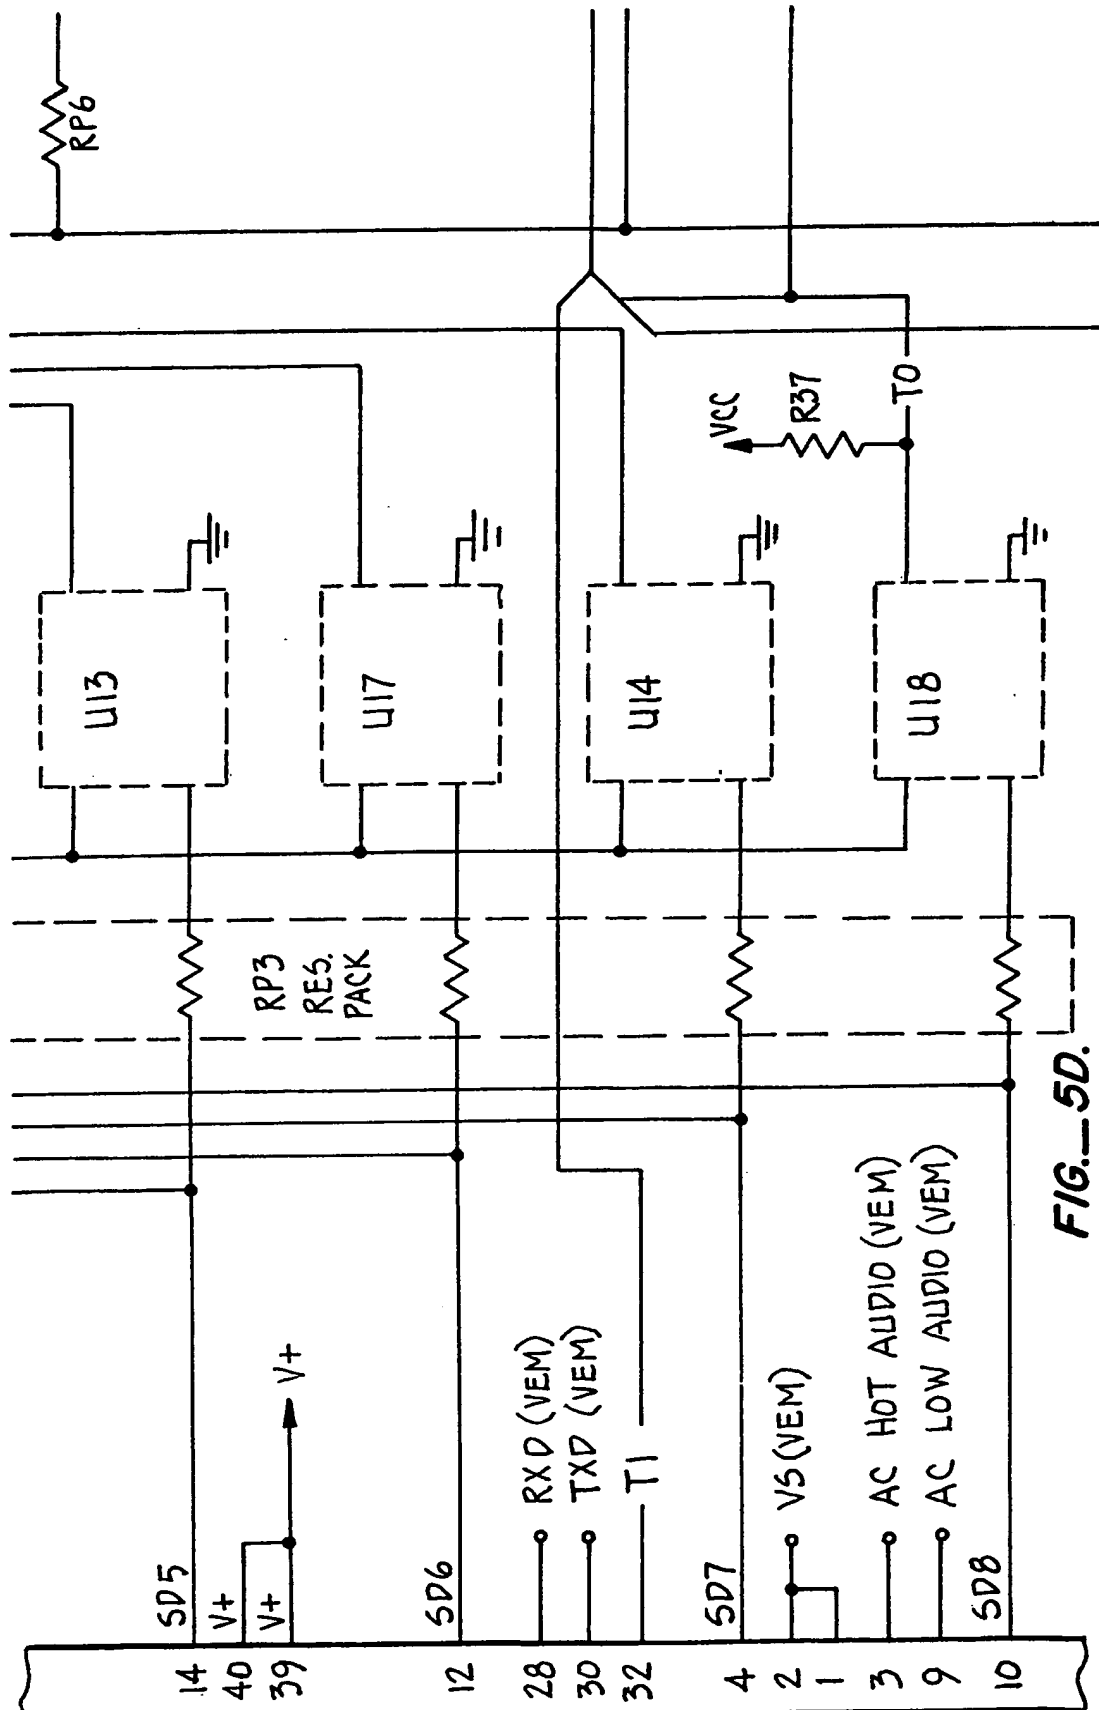 RP6
VCC
R37
TO
U13
U17
U14
U18
RP3
RES.
PACK
14 SD5
40 V+
39 V+
V+
12 SD6
28 RXD (VEM)
30 TXD (VEM)
32 T1
4 SD7
2 VS (VEM)
1
3 AC HOT AUDIO (VEM)
9 AC LOW AUDIO (VEM)
10 SD8
FIG._5D.